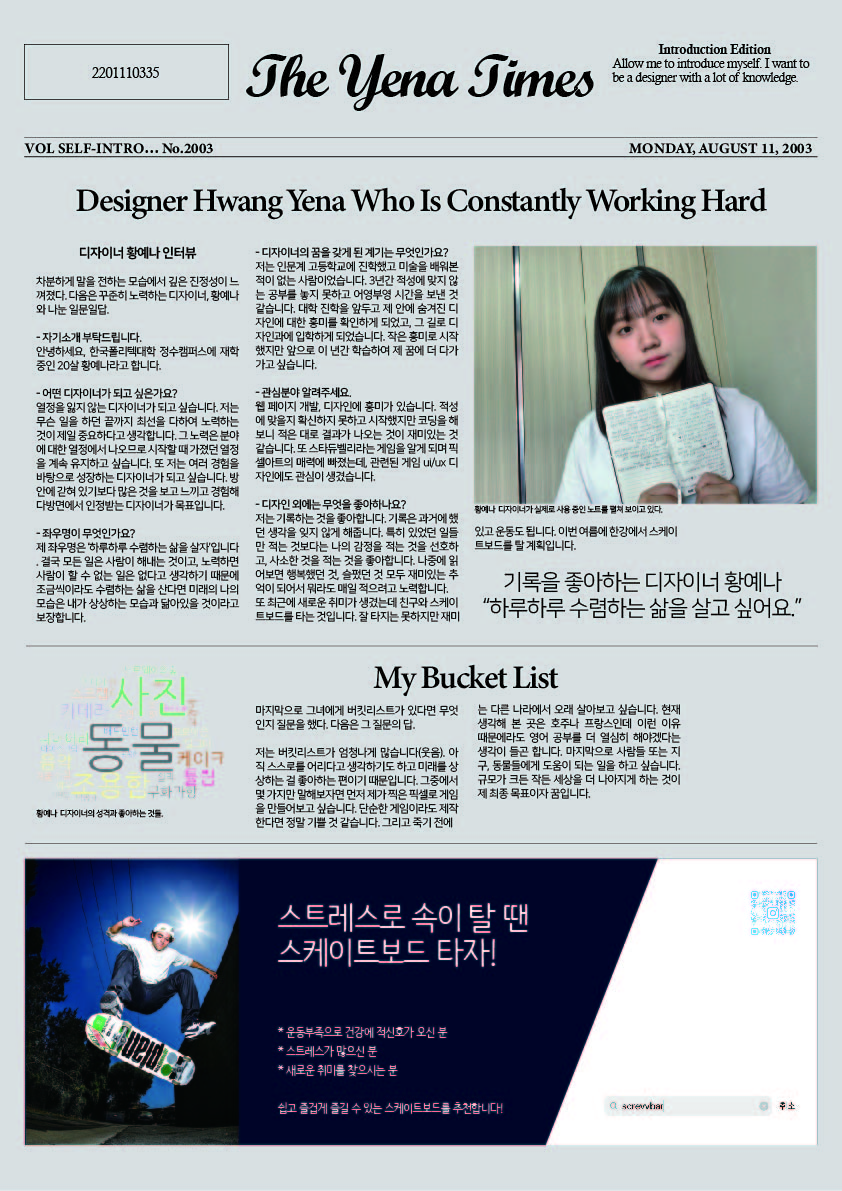 2201110335
The Yena Times
Introduction Edition
Allow me to introduce myself. I want to
be a designer with a lot of knowledge.
VOL SELF-INTRO… No.2003
MONDAY, AUGUST 11, 2003
Designer Hwang Yena Who Is Constantly Working Hard
디자이너 황예나 인터뷰
차분하게 말을 전하는 모습에서 깊은 진정성이 느
껴졌다. 다음은 꾸준히 노력하는 디자이너, 황예나
와 나눈 일문일답.
- 자기소개 부탁드립니다.
안녕하세요, 한국폴리텍대학 정수캠퍼스에 재학
중인 20살 황예나라고 합니다.
- 어떤 디자이너가 되고 싶은가요?
열정을 잃지 않는 디자이너가 되고 싶습니다. 저는
무슨 일을 하던 끝까지 최선을 다하여 노력하는
것이 제일 중요하다고 생각합니다. 그 노력은 분야
에 대한 열정에서 나오므로 시작할 때 가졌던 열정
을 계속 유지하고 싶습니다. 또 저는 여러 경험을
바탕으로 성장하는 디자이너가 되고 싶습니다. 방
안에 갇혀 있기보다 많은 것을 보고 느끼고 경험해
다방면에서 인정받는 디자이너가 목표입니다.
- 좌우명이 무엇인가요?
제 좌우명은 ‘하루하루 수렴하는 삶을 살자’입니다
. 결국 모든 일은 사람이 해내는 것이고, 노력하면
사람이 할 수 없는 일은 없다고 생각하기 때문에
조금씩이라도 수렴하는 삶을 산다면 미래의 나의
모습은 내가 상상하는 모습과 닮아있을 것이라고
보장합니다.
- 디자이너의 꿈을 갖게 된 계기는 무엇인가요?
저는 인문계 고등학교에 진학했고 미술을 배워본
적이 없는 사람이었습니다. 3년간 적성에 맞지 않
는 공부를 놓지 못하고 어영부영 시간을 보낸 것
같습니다. 대학 진학을 앞두고 제 안에 숨겨진 디
자인에 대한 흥미를 확인하게 되었고, 그 길로 디
자인과에 입학하게 되었습니다. 작은 흥미로 시작
했지만 앞으로 이 년간 학습하여 제 꿈에 더 다가
가고 싶습니다.
- 관심분야 알려주세요.
웹 페이지 개발, 디자인에 흥미가 있습니다. 적성
에 맞을지 확신하지 못하고 시작했지만 코딩을 해
보니 적은 대로 결과가 나오는 것이 재미있는 것
같습니다. 또 스타듀벨리라는 게임을 알게 되며 픽
셀아트의 매력에 빠졌는데, 관련된 게임 ui/ux 디
자인에도 관심이 생겼습니다.
- 디자인 외에는 무엇을 좋아하나요?
저는 기록하는 것을 좋아합니다. 기록은 과거에 했
던 생각을 잊지 않게 해줍니다. 특히 있었던 일들
만 적는 것보다는 나의 감정을 적는 것을 선호하
고, 사소한 것을 적는 것을 좋아합니다. 나중에 읽
어보면 행복했던 것, 슬펐던 것 모두 재미있는 추
억이 되어서 뭐라도 매일 적으려고 노력합니다.
또 최근에 새로운 취미가 생겼는데 친구와 스케이
트보드를 타는 것입니다. 잘 타지는 못하지만 재미
황예나 디자이너가 실제로 사용 중인 노트를 펼쳐 보이고 있다.
있고 운동도 됩니다. 이번 여름에 한강에서 스케이
트보드를 탈 계획입니다.
기록을 좋아하는 디자이너 황예나
“하루하루 수렴하는 삶을 살고 싶어요.”
사진
동물
케이크
튤립
조용함
황예나 디자이너의 성격과 좋아하는 것들.
My Bucket List
마지막으로 그녀에게 버킷리스트가 있다면 무엇
인지 질문을 했다. 다음은 그 질문의 답.
저는 버킷리스트가 엄청나게 많습니다(웃음). 아
직 스스로를 어리다고 생각하기도 하고 미래를 상
상하는 걸 좋아하는 편이기 때문입니다. 그중에서
몇 가지만 말해보자면 먼저 제가 찍은 픽셀로 게임
을 만들어보고 싶습니다. 단순한 게임이라도 제작
한다면 정말 기쁠 것 같습니다. 그리고 죽기 전에
는 다른 나라에서 오래 살아보고 싶습니다. 현재
생각해 본 곳은 호주나 프랑스인데 이런 이유
때문에라도 영어 공부를 더 열심히 해야겠다는
생각이 들곤 합니다. 마지막으로 사람들 또는 지
구, 동물들에게 도움이 되는 일을 하고 싶습니다.
규모가 크든 작든 세상을 더 나아지게 하는 것이
제 최종 목표이자 꿈입니다.
스트레스로 속이 탈 땐
스케이트보드 타자!
* 운동부족으로 건강에 적신호가 오신 분
* 스트레스가 많으신 분
* 새로운 취미를 찾으시는 분
쉽고 즐겁게 즐길 수 있는 스케이트보드를 추천합니다!
screvvbar
취소